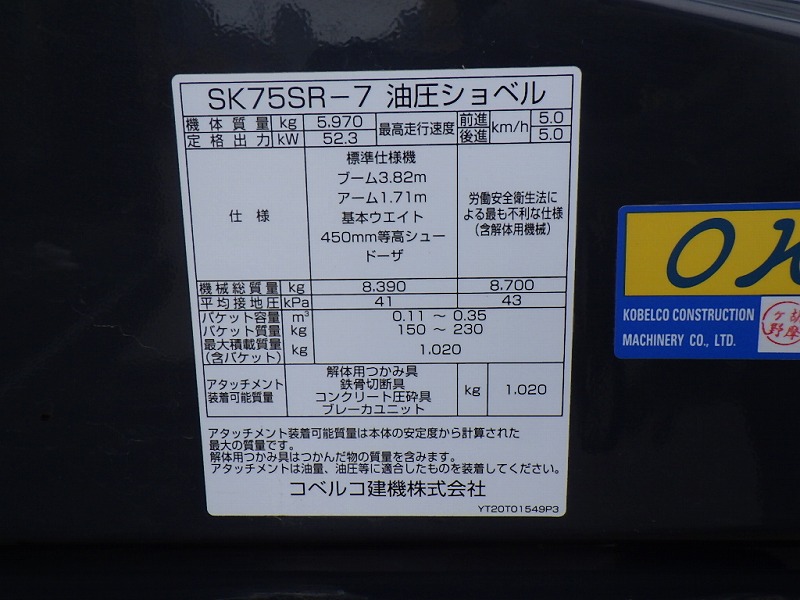 SK75SR-7 油圧ショベル
機体質量 kg 5.970 最高走行速度 前進 km/h 5.0
定格出力 kW 52.3 後進 5.0
仕様
標準仕様機
ブーム3.82m
アーム1.71m
基本ウエイト
450mm等高シュー
ドーザ
労働安全衛生法に
よる最も不利な仕様
(含解体用機械)
機械総質量 kg 8.390 8.700
平均接地圧 kPa 41 43
バケット容量 m³ 0.11 ~ 0.35
バケット質量 kg 150 ~ 230
最大積載質量
(含バケット) kg 1.020
アタッチメント
装着可能質量
解体用つかみ具
鉄骨切断具
コンクリート圧砕具
ブレーカユニット
kg 1.020
アタッチメント装着可能質量は本体の安定度から計算された
最大の質量です。
解体用つかみ具はつかんだ物の質量を含みます。
アタッチメントは油量、油圧等に適合したものを装着してください。
コベルコ建機株式会社
YT20T01549P3
KOBELCO CONSTRUCTION
MACHINERY CO., LTD.